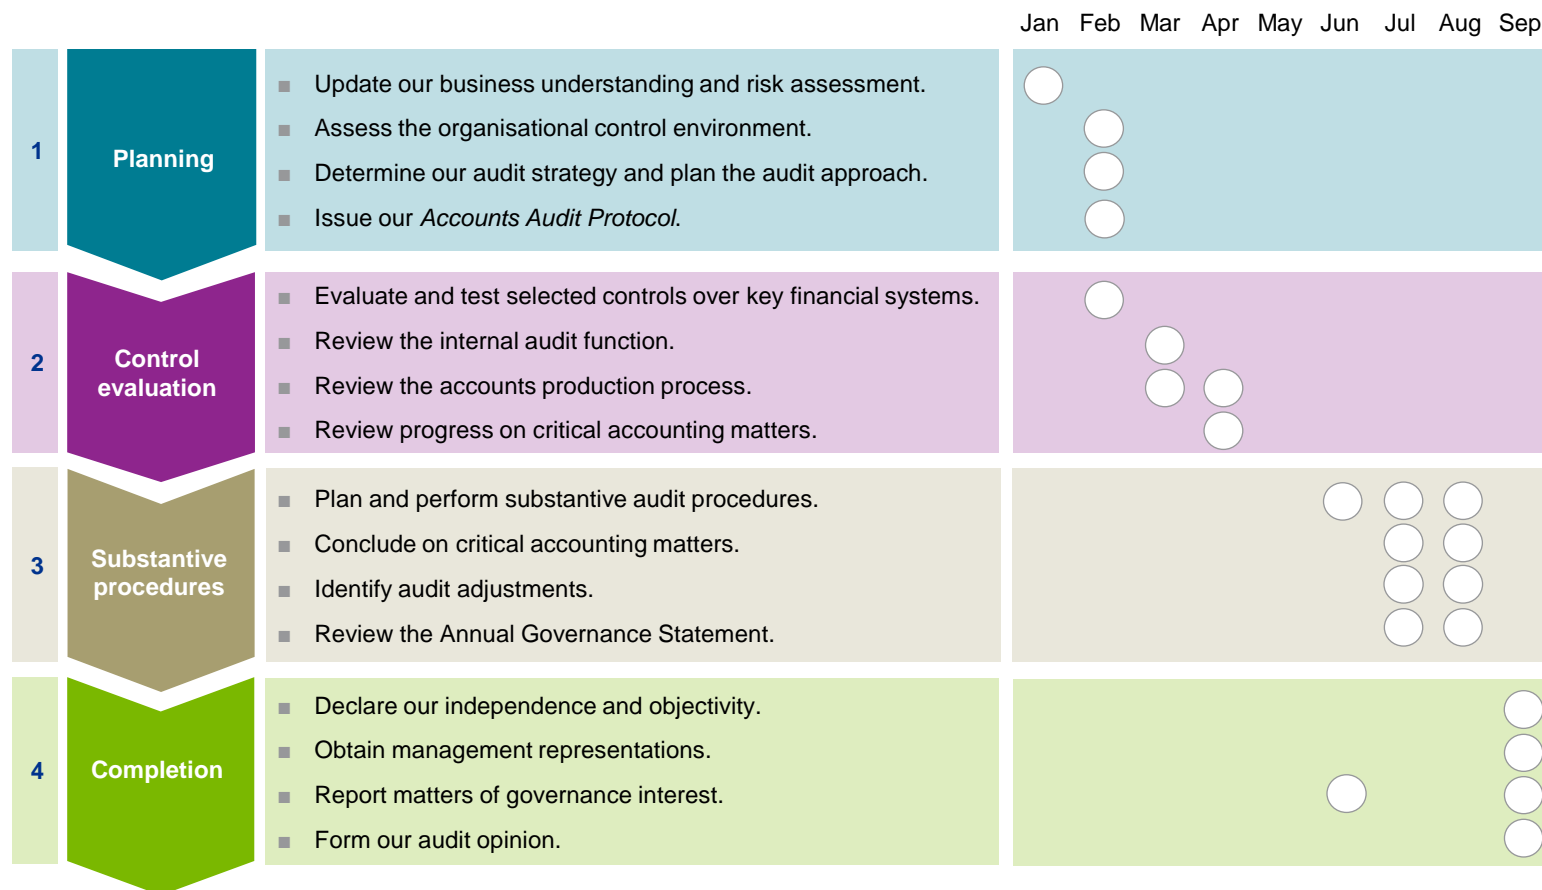 Jan Feb Mar Apr May Jun Jul Aug Sep
1
Planning
■ Update our business understanding and risk assessment.
■ Assess the organisational control environment.
■ Determine our audit strategy and plan the audit approach.
■ Issue our Accounts Audit Protocol.
2
Control
evaluation
■ Evaluate and test selected controls over key financial systems.
■ Review the internal audit function.
■ Review the accounts production process.
■ Review progress on critical accounting matters.
3
Substantive
procedures
■ Plan and perform substantive audit procedures.
■ Conclude on critical accounting matters.
■ Identify audit adjustments.
■ Review the Annual Governance Statement.
4
Completion
■ Declare our independence and objectivity.
■ Obtain management representations.
■ Report matters of governance interest.
■ Form our audit opinion.